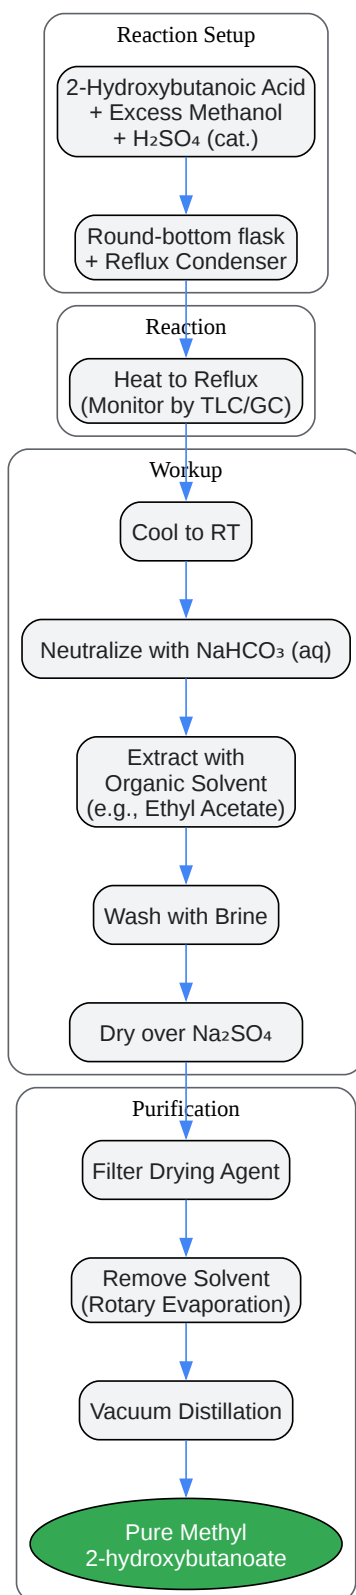 Reaction Setup
2-Hydroxybutanoic Acid
+ Excess Methanol
+ H₂SO₄ (cat.)
Round-bottom flask
+ Reflux Condenser
Reaction
Heat to Reflux
(Monitor by TLC/GC)
Workup
Cool to RT
Neutralize with NaHCO₃ (aq)
Extract with
Organic Solvent
(e.g., Ethyl Acetate)
Wash with Brine
Dry over Na₂SO₄
Purification
Filter Drying Agent
Remove Solvent
(Rotary Evaporation)
Vacuum Distillation
Pure Methyl
2-hydroxybutanoate